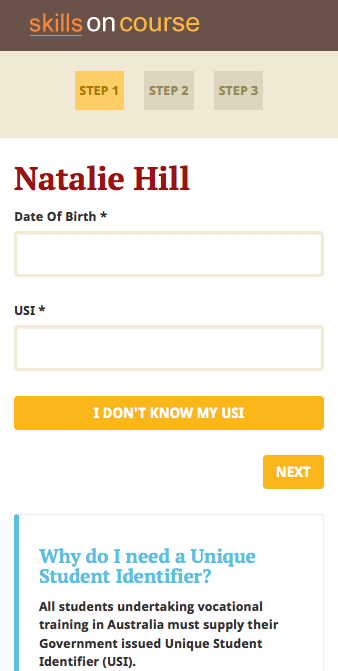 skills on course
STEP 1 STEP 2 STEP 3
Natalie Hill
Date Of Birth *
USI *
I DON'T KNOW MY USI
NEXT
Why do I need a Unique
Student Identifier?
All students undertaking vocational
training in Australia must supply their
Government issued Unique Student
Identifier (USI).